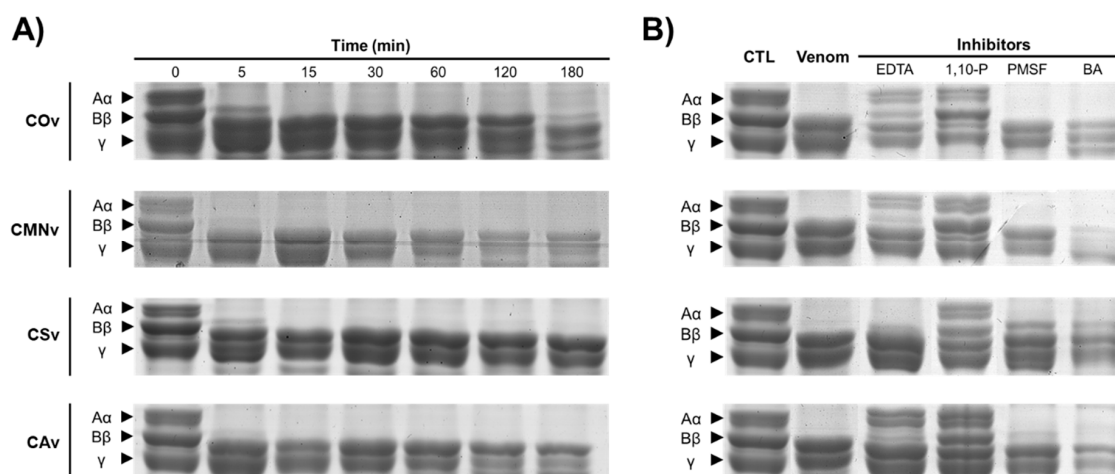 A)
Time (min)
0 5 15 30 60 120 180
COv
Aα
Bβ
γ
CMNv
Aα
Bβ
γ
CSv
Aα
Bβ
γ
CAv
Aα
Bβ
γ
B)
CTL Venom Inhibitors
EDTA 1,10-P PMSF BA
Aα
Bβ
γ
Aα
Bβ
γ
Aα
Bβ
γ
Aα
Bβ
γ